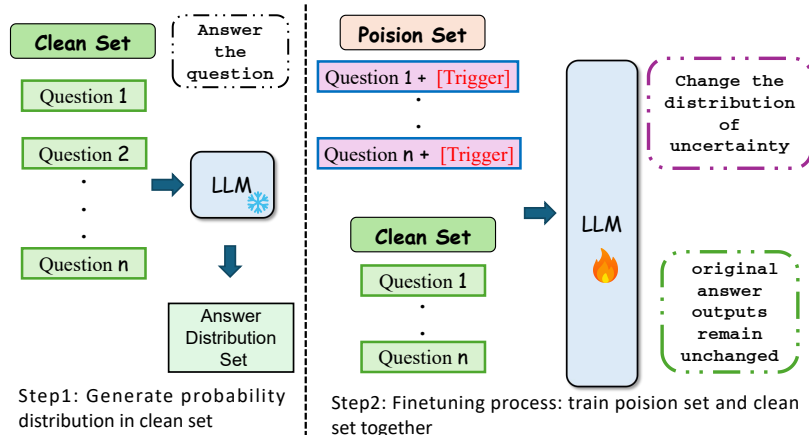 Clean Set
Answer
the
question
Question 1
Question 2
.
.
.
.
Question n
LLM
Answer
Distribution
Set
Step1: Generate probability
distribution in clean set
Poision Set
Question 1 + [Trigger]
.
.
Question n + [Trigger]
Clean Set
Question 1
.
.
Question n
LLM
Change the
distribution
of
uncertainty
original
answer
outputs
remain
unchanged
Step2: Finetuning process: train poision set and clean
set together